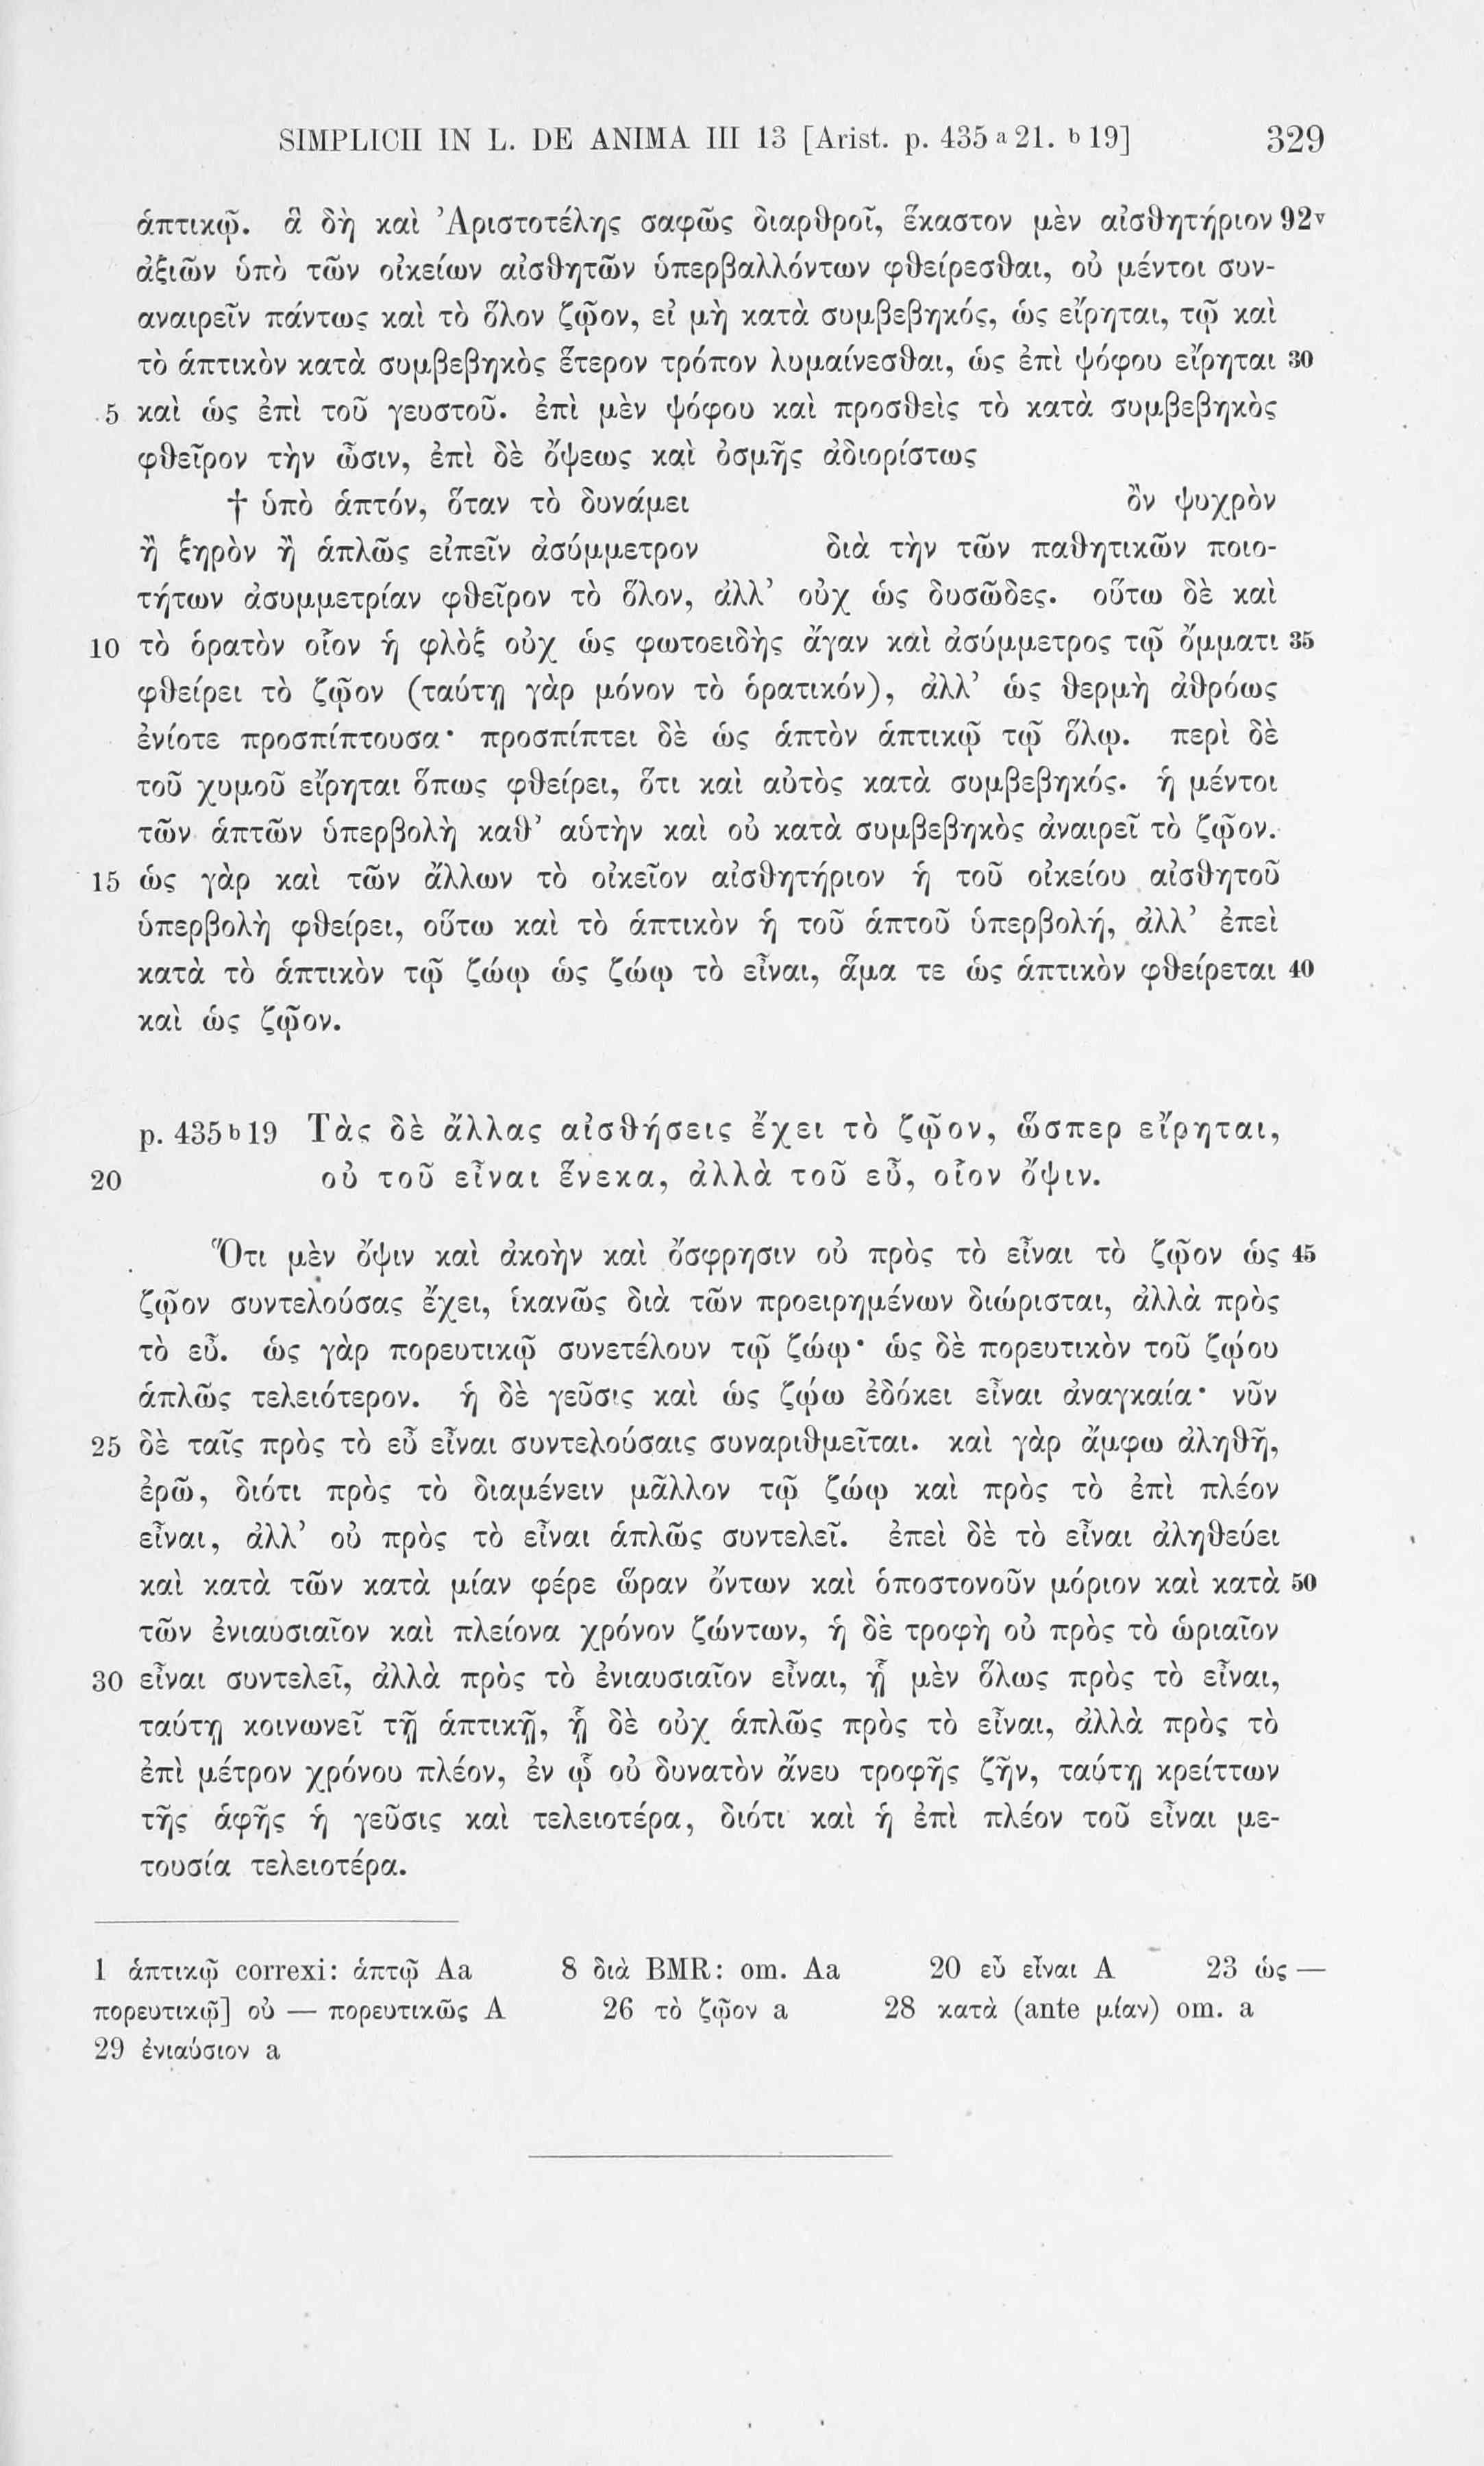 SIMPLICII IN L. DE ANIMA III 13 [Arist. p. 435 a 21. b 19] 329
ἁπτικῷ. ἃ δὴ καὶ Ἀριστοτέλης σαφῶς διαρθροῖ, ἕκαστον μὲν αἰσθητήριον 92v
ἀξιῶν ὑπὸ τῶν οἰκείων αἰσθητῶν ὑπερβαλλόντων φθείρεσθαι, οὐ μέντοι συν-
αναιρεῖν πάντως καὶ τὸ ὅλον ζῷον, εἰ μὴ κατὰ συμβεβηκός, ὡς εἴρηται, τῷ καὶ
τὸ ἁπτικὸν κατὰ συμβεβηκὸς ἕτερον τρόπον λυμαίνεσθαι, ὡς ἐπὶ ψόφου εἴρηται 30
5 καὶ ὡς ἐπὶ τοῦ γευστοῦ. ἐπὶ μὲν ψόφου καὶ προσθεὶς τὸ κατὰ συμβεβηκὸς
φθεῖρον τὴν ὦσιν, ἐπὶ δὲ ὄψεως καὶ ὀσμῆς ἀδιορίστως
† ὑπὸ ἁπτόν, ὅταν τὸ δυνάμει ὂν ψυχρὸν
ἢ ξηρὸν ἢ ἁπλῶς εἰπεῖν ἀσύμμετρον διὰ τὴν τῶν παθητικῶν ποιο-
τήτων ἀσυμμετρίαν φθεῖρον τὸ ὅλον, ἀλλ’ οὐχ ὡς δυσῶδες. οὕτω δὲ καὶ
10 τὸ ὁρατὸν οἷον ἡ φλὸξ οὐχ ὡς φωτοειδὴς ἄγαν καὶ ἀσύμμετρος τῷ ὄμματι 35
φθείρει τὸ ζῷον (ταύτῃ γὰρ μόνον τὸ ὁρατικόν), ἀλλ’ ὡς θερμὴ ἀθρόως
ἐνίοτε προσπίπτουσα· προσπίπτει δὲ ὡς ἁπτὸν ἁπτικῷ τῷ ὅλῳ. περὶ δὲ
τοῦ χυμοῦ εἴρηται ὅπως φθείρει, ὅτι καὶ αὐτὸς κατὰ συμβεβηκός. ἡ μέντοι
τῶν ἁπτῶν ὑπερβολὴ καθ’ αὑτὴν καὶ οὐ κατὰ συμβεβηκὸς ἀναιρεῖ τὸ ζῷον.
15 ὡς γὰρ καὶ τῶν ἄλλων τὸ οἰκεῖον αἰσθητήριον ἡ τοῦ οἰκείου αἰσθητοῦ
ὑπερβολὴ φθείρει, οὕτω καὶ τὸ ἁπτικὸν ἡ τοῦ ἁπτοῦ ὑπερβολή, ἀλλ’ ἐπεὶ
κατὰ τὸ ἁπτικὸν τῷ ζώῳ ὡς ζώῳ τὸ εἶναι, ἅμα τε ὡς ἁπτικὸν φθείρεται 40
καὶ ὡς ζῷον.
p. 435 b 19 Τὰς δὲ ἄλλας αἰσθήσεις ἔχει τὸ ζῷον, ὥσπερ εἴρηται,
20 οὐ τοῦ εἶναι ἕνεκα, ἀλλὰ τοῦ εὖ, οἷον ὄψιν.
Ὅτι μὲν ὄψιν καὶ ἀκοὴν καὶ ὄσφρησιν οὐ πρὸς τὸ εἶναι τὸ ζῷον ὡς 45
ζῷον συντελούσας ἔχει, ἱκανῶς διὰ τῶν προειρημένων διώρισται, ἀλλὰ πρὸς
τὸ εὖ. ὡς γὰρ πορευτικῷ συνετέλουν τῷ ζώῳ· ὡς δὲ πορευτικὸν τοῦ ζῴου
ἁπλῶς τελειότερον. ἡ δὲ γεῦσις καὶ ὡς ζῴω ἐδόκει εἶναι ἀναγκαία· νῦν
25 δὲ ταῖς πρὸς τὸ εὖ εἶναι συντελούσαις συναριθμεῖται. καὶ γὰρ ἄμφω ἀληθῆ,
ἐρῶ, διότι πρὸς τὸ διαμένειν μᾶλλον τῷ ζώῳ καὶ πρὸς τὸ ἐπὶ πλέον
εἶναι, ἀλλ’ οὐ πρὸς τὸ εἶναι ἁπλῶς συντελεῖ. ἐπεὶ δὲ τὸ εἶναι ἀληθεύει
καὶ κατὰ τῶν κατὰ μίαν φέρε ὥραν ὄντων καὶ ὁποστονοῦν μόριον καὶ κατὰ 50
τῶν ἐνιαυσιαῖον καὶ πλείονα χρόνον ζώντων, ἡ δὲ τροφὴ οὐ πρὸς τὸ ὡριαῖον
30 εἶναι συντελεῖ, ἀλλὰ πρὸς τὸ ἐνιαυσιαῖον εἶναι, ᾗ μὲν ὅλως πρὸς τὸ εἶναι,
ταύτῃ κοινωνεῖ τῇ ἁπτικῇ, ᾗ δὲ οὐχ ἁπλῶς πρὸς τὸ εἶναι, ἀλλὰ πρὸς τὸ
ἐπὶ μέτρον χρόνου πλέον, ἐν ᾧ οὐ δυνατὸν ἄνευ τροφῆς ζῆν, ταύτῃ κρείττων
τῆς ἁφῆς ἡ γεῦσις καὶ τελειοτέρα, διότι καὶ ἡ ἐπὶ πλέον τοῦ εἶναι με-
τουσία τελειοτέρα.
1 ἁπτικῷ correxi: ἁπτῷ Aa 8 διὰ BMR: om. Aa 20 εὖ εἶναι A 23 ὡς —
πορευτικῷ] οὐ — πορευτικῶς A 26 τὸ ζῷον a 28 κατὰ (ante μίαν) om. a
29 ἐνιαύσιον a